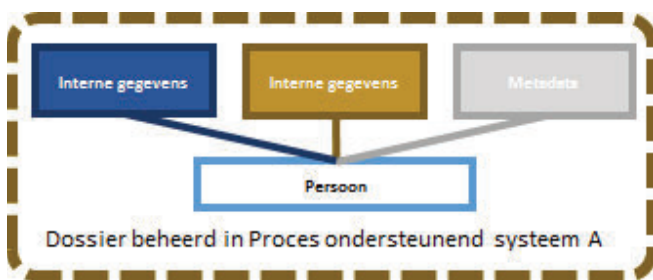 Interne gegevens
Interne gegevens
Metadata
Persoon
Dossier beheerd in Proces ondersteunend systeem A